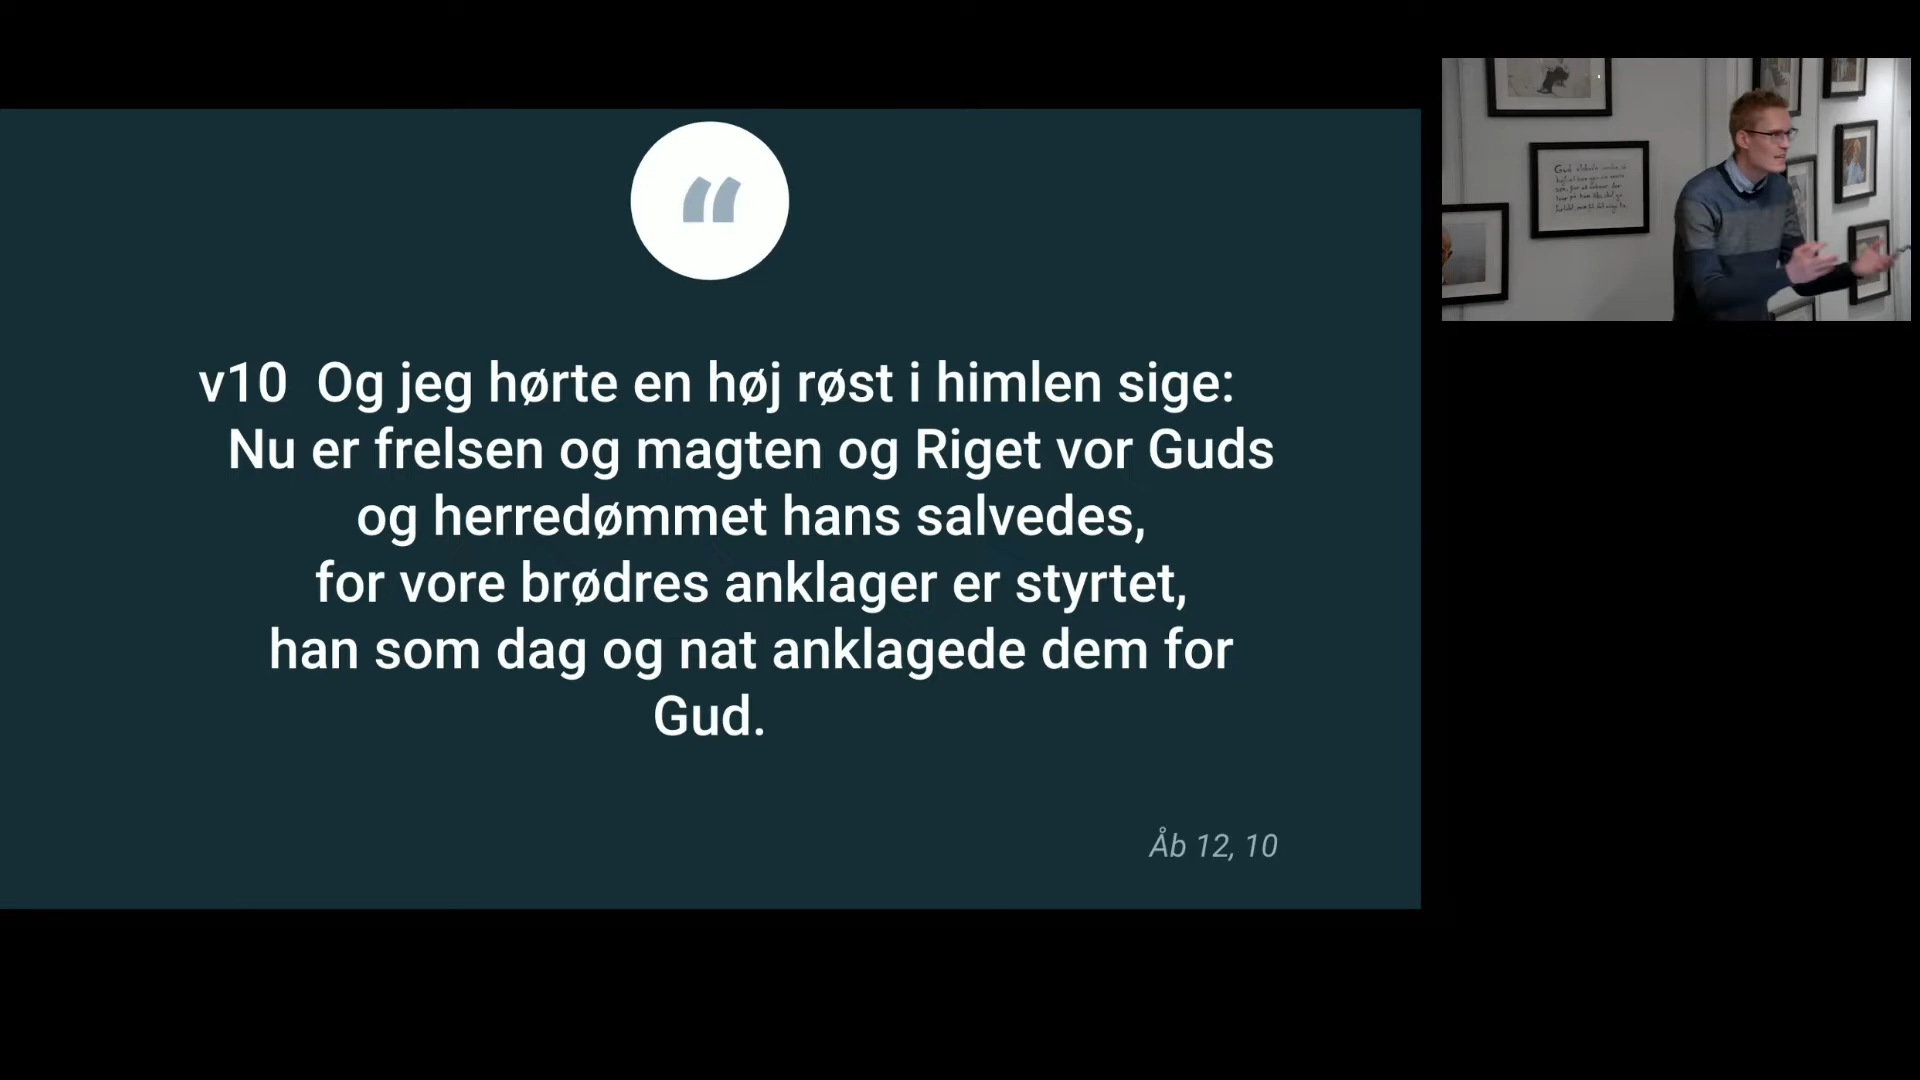 “
v10 Og jeg hørte en høj røst i himlen sige:
Nu er frelsen og magten og Riget vor Guds
og herredømmet hans salvedes,
for vore brødres anklager er styrtet,
han som dag og nat anklagede dem for
Gud.
Åb 12, 10